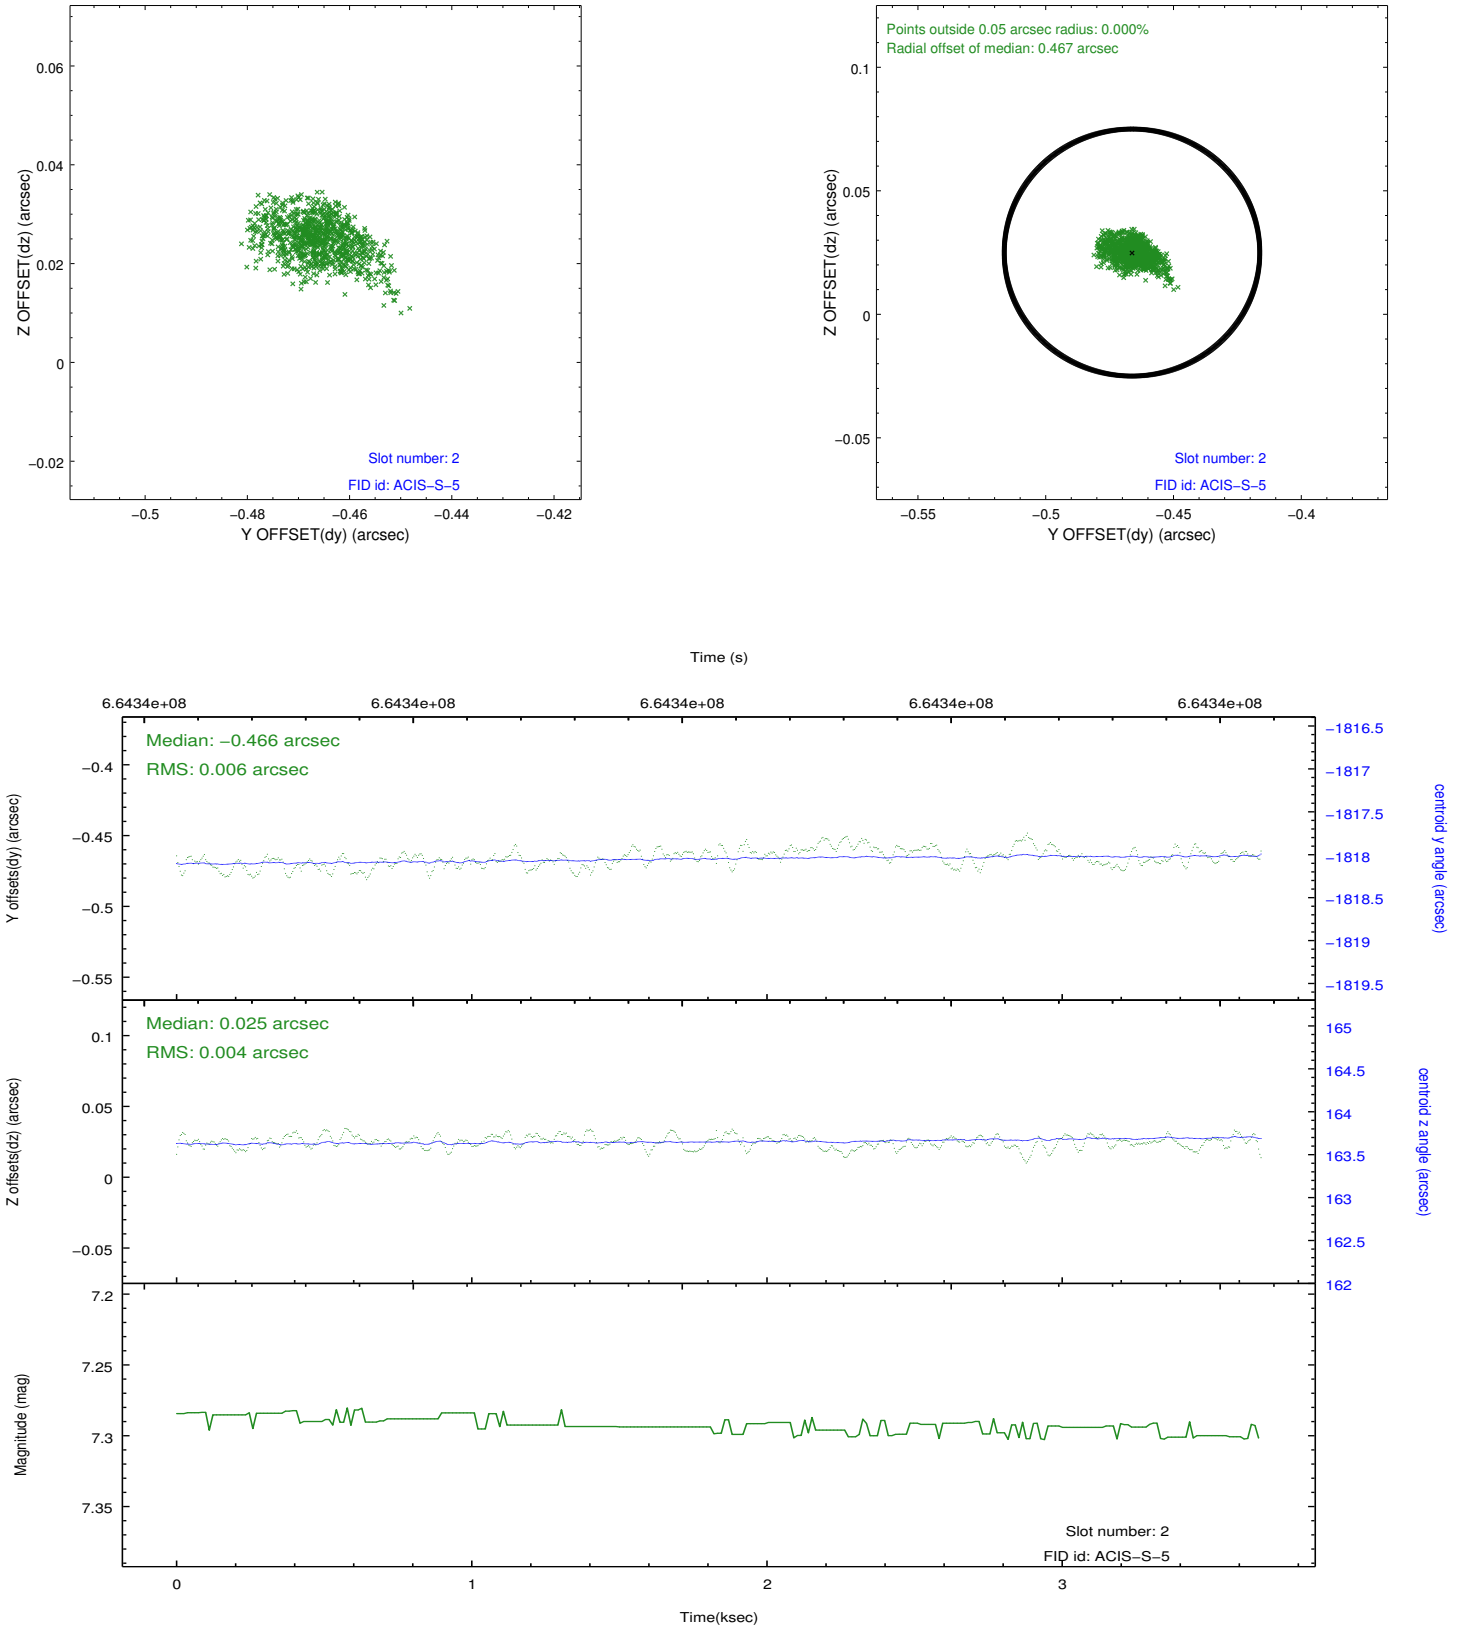 Z OFFSET(dz) (arcsec)
0.06
0.04
0.02
0
−0.02
−0.5
−0.48
−0.46
−0.44
−0.42
Y OFFSET(dy) (arcsec)
Slot number: 2
FID id: ACIS−S−5
Points outside 0.05 arcsec radius: 0.000%
Radial offset of median: 0.467 arcsec
Z OFFSET(dz) (arcsec)
0.1
0.05
0
−0.05
−0.55
−0.5
−0.45
−0.4
Y OFFSET(dy) (arcsec)
Slot number: 2
FID id: ACIS−S−5
Time (s)
6.6434e+08
6.6434e+08
6.6434e+08
6.6434e+08
6.6434e+08
Median: −0.466 arcsec
RMS: 0.006 arcsec
Y offsets(dy) (arcsec)
−0.4
−0.45
−0.5
−0.55
−1816.5
−1817
−1817.5
−1818
−1818.5
−1819
−1819.5
centroid y angle (arcsec)
Median: 0.025 arcsec
RMS: 0.004 arcsec
Z offsets(dz) (arcsec)
0.1
0.05
0
−0.05
165
164.5
164
163.5
163
162.5
162
centroid z angle (arcsec)
Magnitude (mag)
7.2
7.25
7.3
7.35
Slot number: 2
FID id: ACIS−S−5
0
1
2
3
Time(ksec)